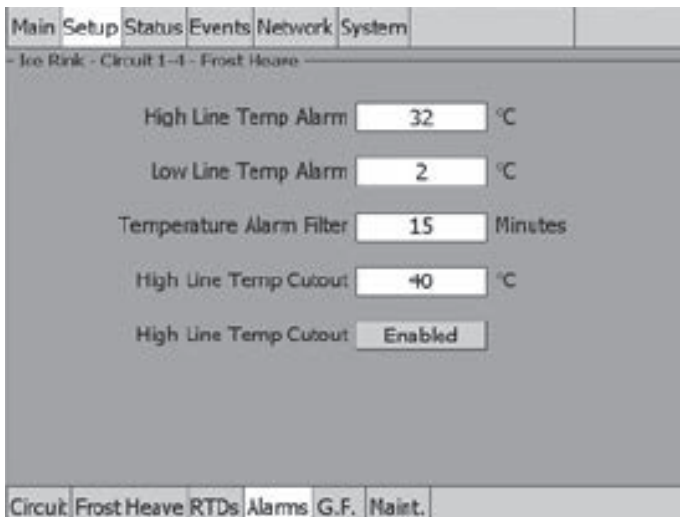 Main Setup Status Events Network System
Ice Rink - Circuit 1-4 - Frost Heave
High Line Temp Alarm 32 °C
Low Line Temp Alarm 2 °C
Temperature Alarm Filter 15 Minutes
High Line Temp Cutout 40 °C
High Line Temp Cutout Enabled
Circuit Frost Heave RTDs Alarms G.F. Maint.